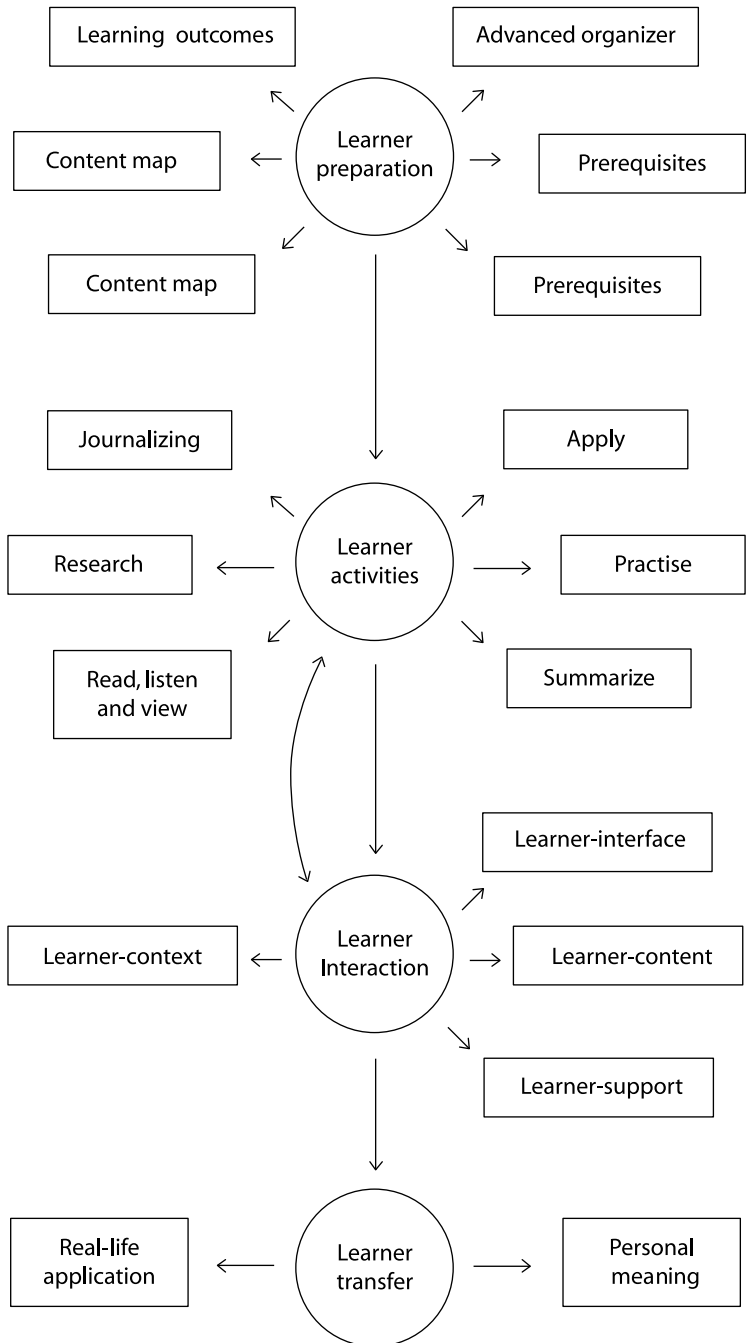 Learning outcomes
Advanced organizer
Learner
preparation
Content map
Prerequisites
Content map
Prerequisites
Journalizing
Apply
Learner
activities
Research
Practise
Read, listen
and view
Summarize
Learner-interface
Learner
Interaction
Learner-context
Learner-content
Learner-support
Real-life
application
Learner
transfer
Personal
meaning